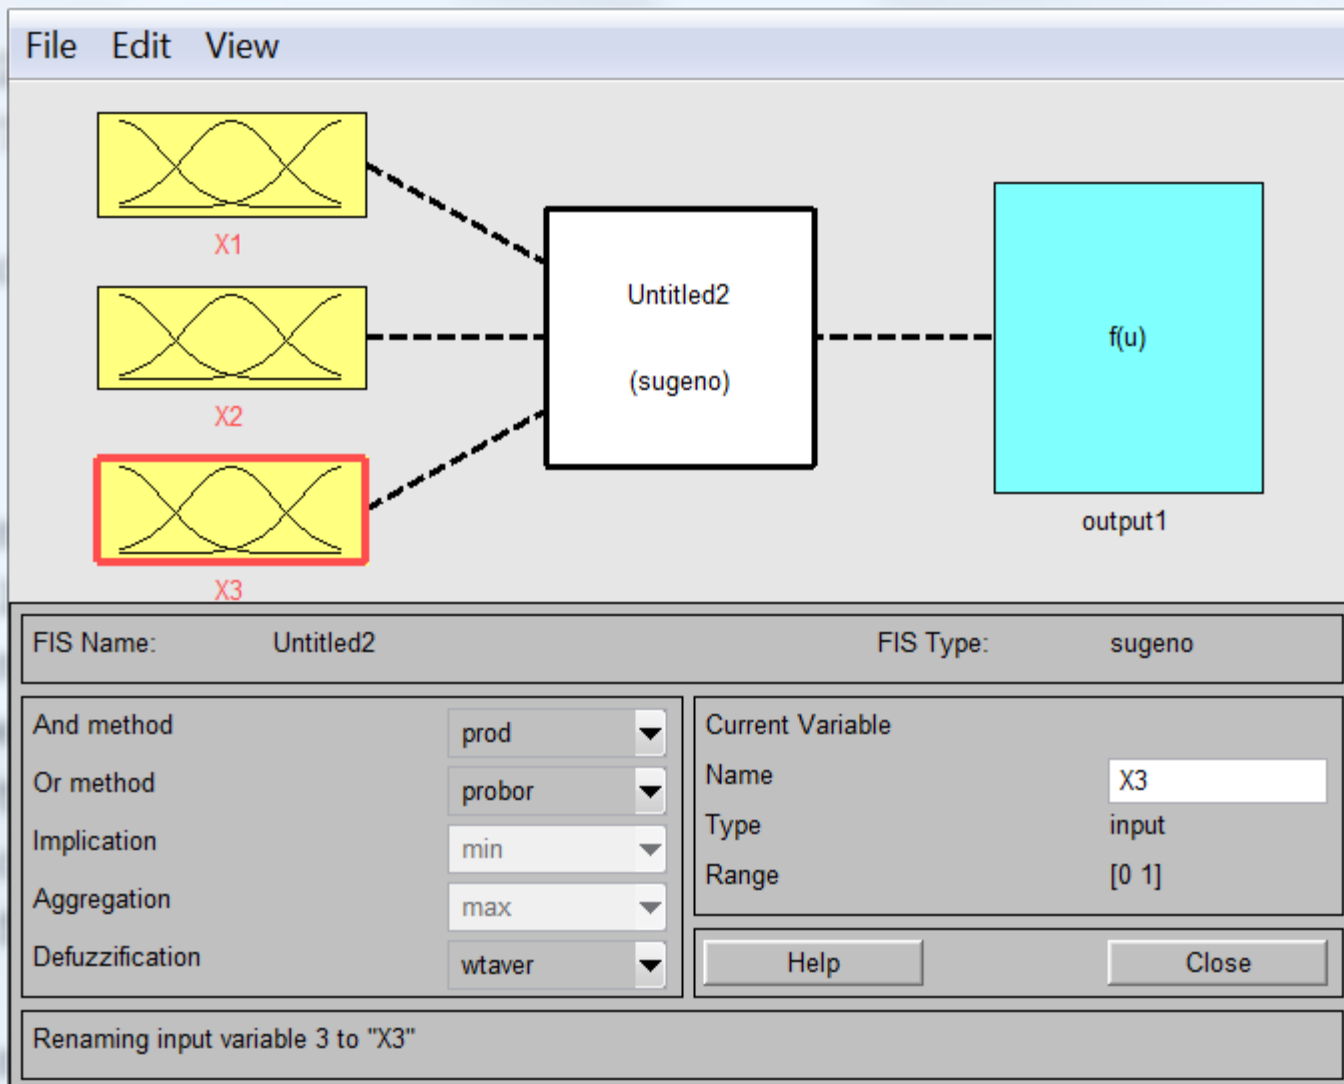 File Edit View
X1
X2
X3
Untitled2
(sugeno)
f(u)
output1
FIS Name: Untitled2 FIS Type: sugeno
And method prod
Or method probor
Implication min
Aggregation max
Defuzzification wtaver
Current Variable
Name X3
Type input
Range [0 1]
Help Close
Renaming input variable 3 to "X3"